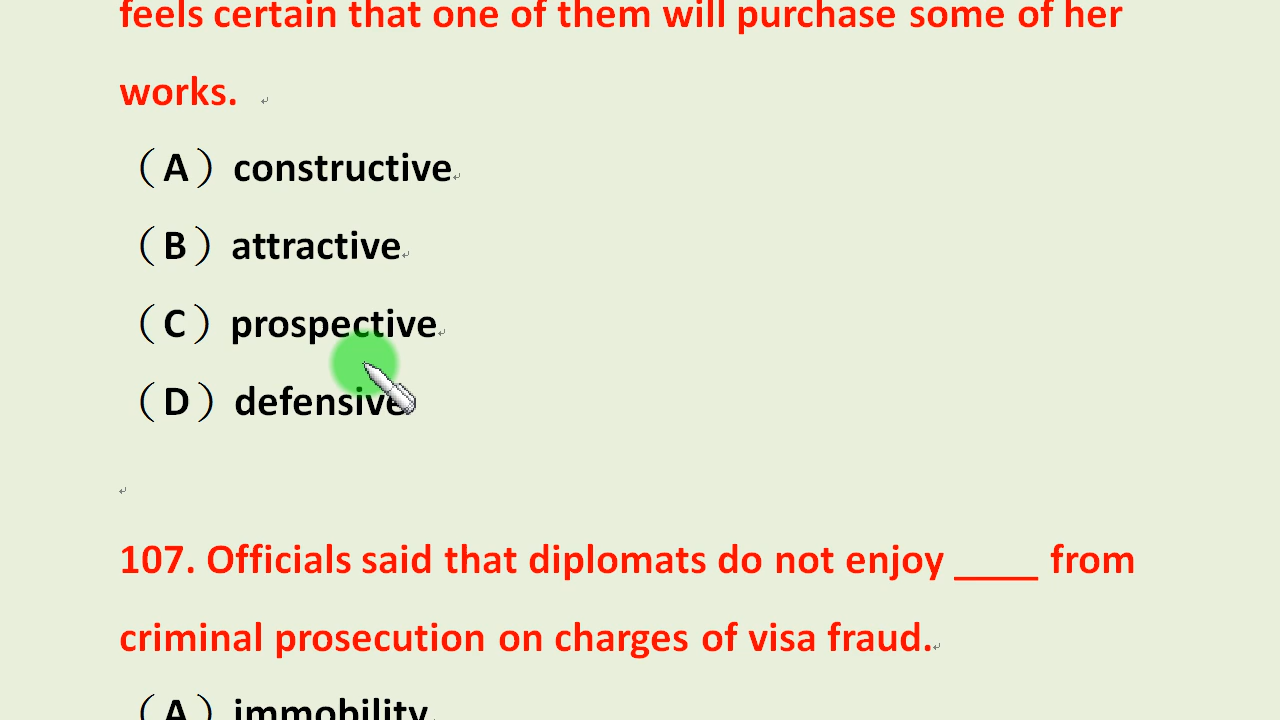 feels certain that one of them will purchase some of her
works.
（A）constructive
（B）attractive
（C）prospective
（D）defensive
107. Officials said that diplomats do not enjoy ____ from
criminal prosecution on charges of visa fraud.
（A）immobility